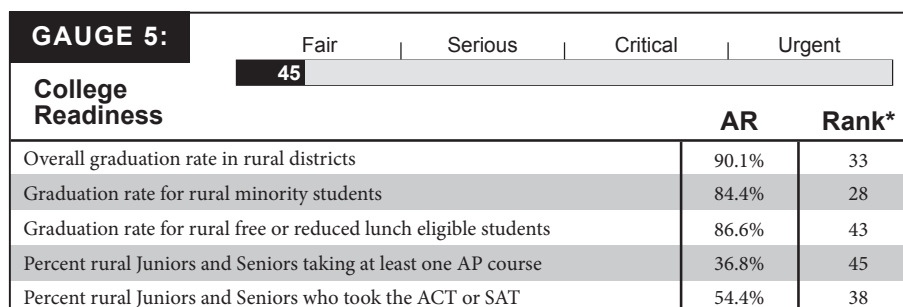 GAUGE 5:
Fair Serious Critical Urgent
45
College
Readiness
AR Rank*
Overall graduation rate in rural districts 90.1% 33
Graduation rate for rural minority students 84.4% 28
Graduation rate for rural free or reduced lunch eligible students 86.6% 43
Percent rural Juniors and Seniors taking at least one AP course 36.8% 45
Percent rural Juniors and Seniors who took the ACT or SAT 54.4% 38